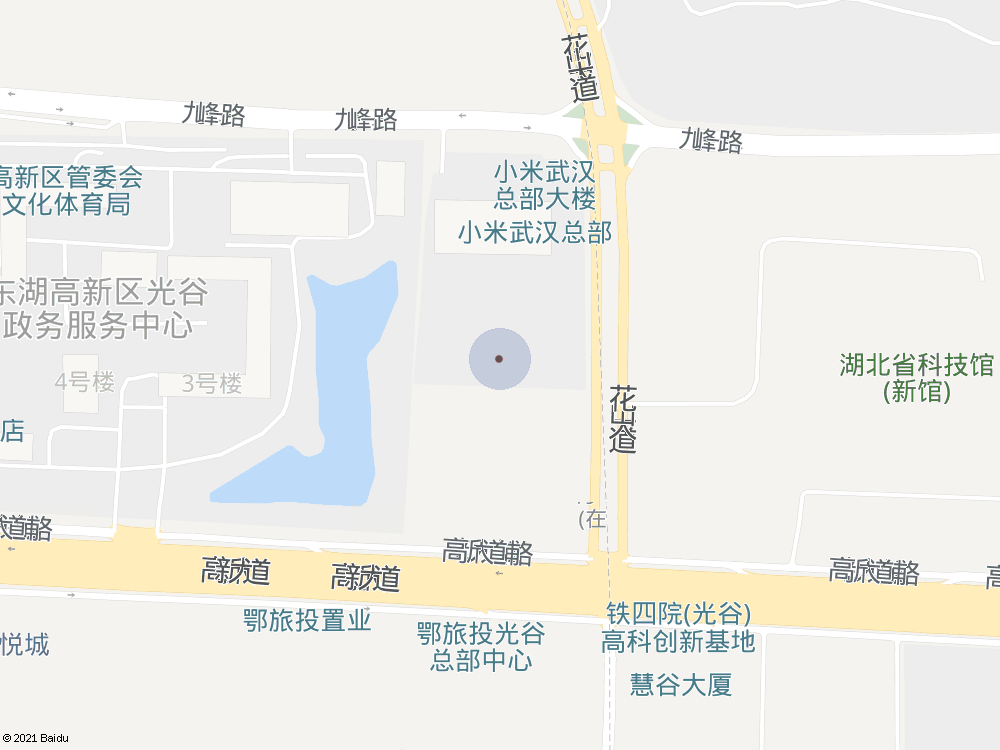 花山大道
九峰路
九峰路
九峰路
小米武汉
总部大楼
高新区管委会
文化体育局
小米武汉总部
东湖高新区光谷
政务服务中心
湖北省科技馆
(新馆)
4号楼
3号楼
花山大道
店
(在
高新大道辅路
高新大道辅路
高新大道
高新大道
高新大道辅路
高
鄂旅投置业
铁四院(光谷)
高科创新基地
鄂旅投光谷
总部中心
悦城
慧谷大厦
© 2021 Baidu